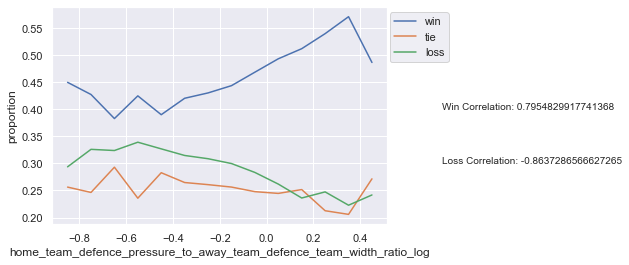 win
tie
loss
0.55
0.50
0.45
0.40
0.35
0.30
0.25
0.20
proportion
−0.8 −0.6 −0.4 −0.2 0.0 0.2 0.4
home_team_defence_pressure_to_away_team_defence_team_width_ratio_log
Win Correlation: 0.7954829917741368
Loss Correlation: -0.8637286566627265